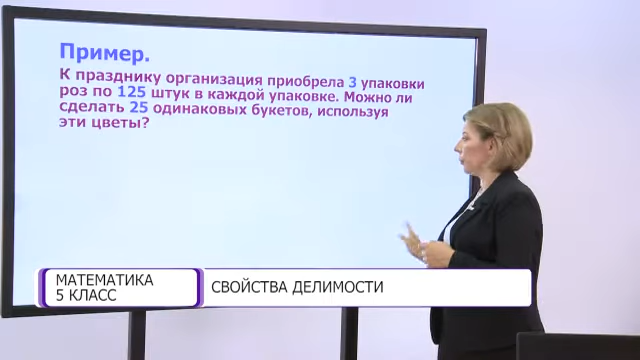 Пример.
К празднику организация приобрела 3 упаковки
роз по 125 штук в каждой упаковке. Можно ли
сделать 25 одинаковых букетов, используя
эти цветы?
МАТЕМАТИКА
5 КЛАСС
СВОЙСТВА ДЕЛИМОСТИ